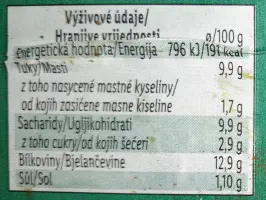 Výživové údaje/
Hranjive vrijednosti ø/100 g
Energetická hodnota/Energija 796 kJ/191 kcal
Tuky/Masti 9,9 g
z toho nasycené mastné kyseliny/
od kojih zasićene masne kiseline 1,7 g
Sacharidy/Ugljikohidrati 9,9 g
z toho cukry/od kojih šećeri 2,9 g
Bílkoviny/Bjelančevine 12,9 g
Sůl/Sol 1,10 g